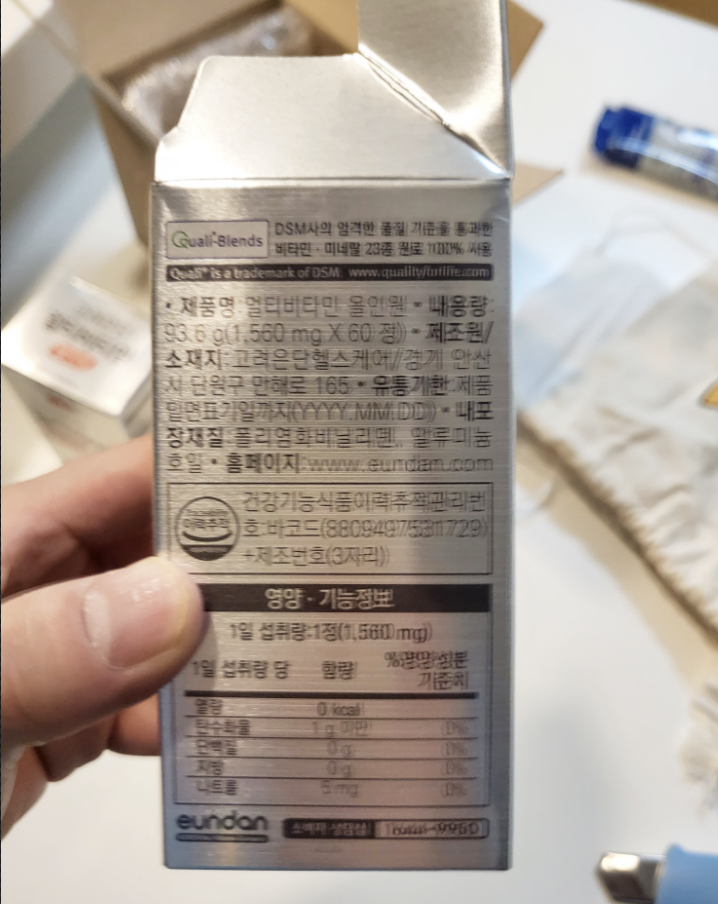 Quali®-Blends
DSM사의 엄격한 품질 기준을 통과한
비타민·미네랄 23종 원료 100% 사용
Quali® is a trademark of DSM. www.qualityforlife.com
• 제품명:멀티비타민 올인원 • 내용량:
93.6 g(1,560 mg X 60 정) • 제조원/
소재지:고려은단헬스케어//경기 안산
시 단원구 만해로 165 • 유통기한:제품
밑면표기일까지(YYYY.MM.DD) • 내포
장재질:폴리염화비닐리덴, 알루미늄
호일 • 홈페이지:www.eundan.com
이력추적
건강기능식품이력추적관리번
호:바코드(8809497531729)
+제조번호(3자리)
영양·기능정보
1일 섭취량:1정(1,560 mg)
1일 섭취량 당 함량 %영양성분
기준치
열량 0 kcal
탄수화물 1 g 미만 0%
단백질 0 g 0%
지방 0 g 0%
나트륨 5 mg 0%
eundan 소비자 상담실
멀티비타민